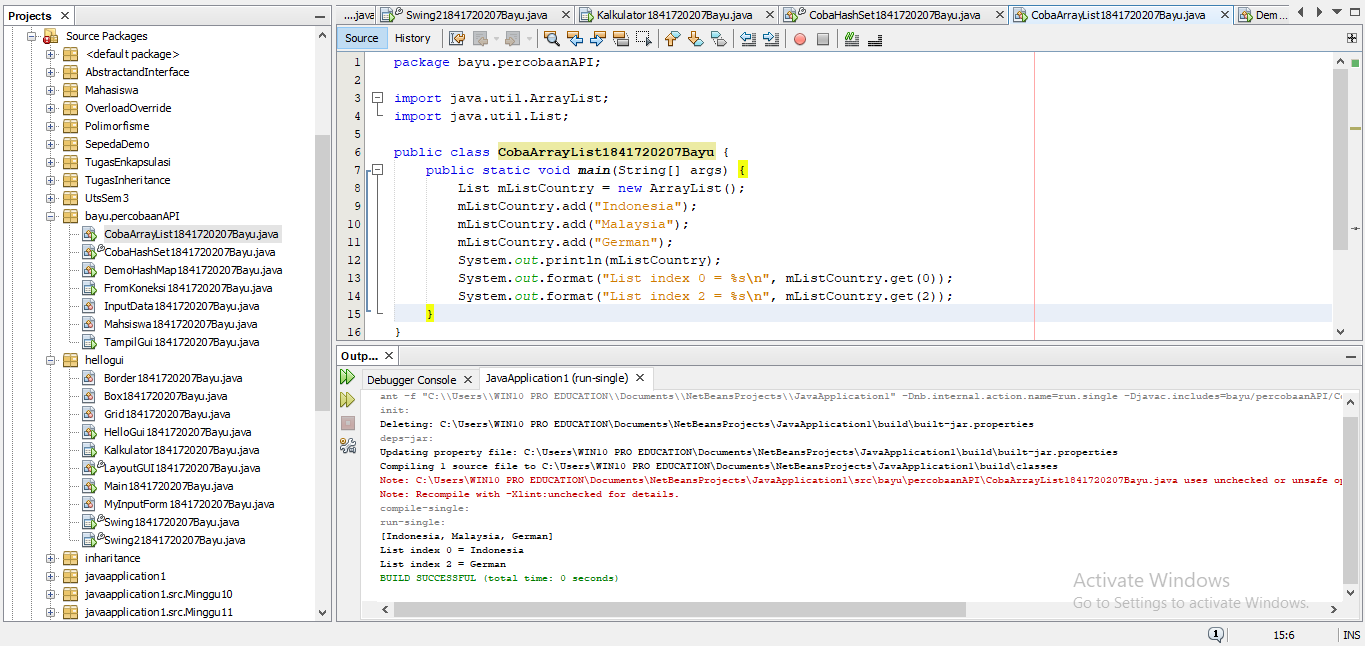 Projects
Source Packages
<default package>
AbstractandInterface
Mahasiswa
OverloadOverride
Polimorfisme
SepedaDemo
TugasEnkapsulasi
TugasInheritance
UtsSem3
bayu.percobaanAPI
CobaArrayList1841720207Bayu.java
CobaHashSet1841720207Bayu.java
DemoHashMap1841720207Bayu.java
FromKoneksi1841720207Bayu.java
InputData1841720207Bayu.java
Mahsiswa1841720207Bayu.java
TampilGui1841720207Bayu.java
hellogui
Border1841720207Bayu.java
Box1841720207Bayu.java
Grid1841720207Bayu.java
HelloGui1841720207Bayu.java
Kalkulator1841720207Bayu.java
LayoutGUI1841720207Bayu.java
Main1841720207Bayu.java
MyInputForm1841720207Bayu.java
Swing1841720207Bayu.java
Swing21841720207Bayu.java
inharitance
javaapplication1
javaapplication1.src.Minggu10
javaapplication1.src.Minggu11
....java Swing21841720207Bayu.java Kalkulator1841720207Bayu.java CobaHashSet1841720207Bayu.java CobaArrayList1841720207Bayu.java Dem...
Source History
1 package bayu.percobaanAPI;
2
3 import java.util.ArrayList;
4 import java.util.List;
5
6 public class CobaArrayList1841720207Bayu {
7 public static void main(String[] args) {
8 List mListCountry = new ArrayList();
9 mListCountry.add("Indonesia");
10 mListCountry.add("Malaysia");
11 mListCountry.add("German");
12 System.out.println(mListCountry);
13 System.out.format("List index 0 = %s\n", mListCountry.get(0));
14 System.out.format("List index 2 = %s\n", mListCountry.get(2));
15 }
16 }
Outp...
Debugger Console JavaApplication1 (run-single)
ant -f "C:\\Users\\WIN10 PRO EDUCATION\\Documents\\NetBeansProjects\\JavaApplication1" -Dnb.internal.action.name=run.single -Djavac.includes=bayu/percobaanAPI/Co
init:
Deleting: C:\Users\WIN10 PRO EDUCATION\Documents\NetBeansProjects\JavaApplication1\build\built-jar.properties
deps-jar:
Updating property file: C:\Users\WIN10 PRO EDUCATION\Documents\NetBeansProjects\JavaApplication1\build\built-jar.properties
Compiling 1 source file to C:\Users\WIN10 PRO EDUCATION\Documents\NetBeansProjects\JavaApplication1\build\classes
Note: C:\Users\WIN10 PRO EDUCATION\Documents\NetBeansProjects\JavaApplication1\src\bayu\percobaanAPI\CobaArrayList1841720207Bayu.java uses unchecked or unsafe op
Note: Recompile with -Xlint:unchecked for details.
compile-single:
run-single:
[Indonesia, Malaysia, German]
List index 0 = Indonesia
List index 2 = German
BUILD SUCCESSFUL (total time: 0 seconds)
Activate Windows
Go to Settings to activate Windows.
1 15:6 INS